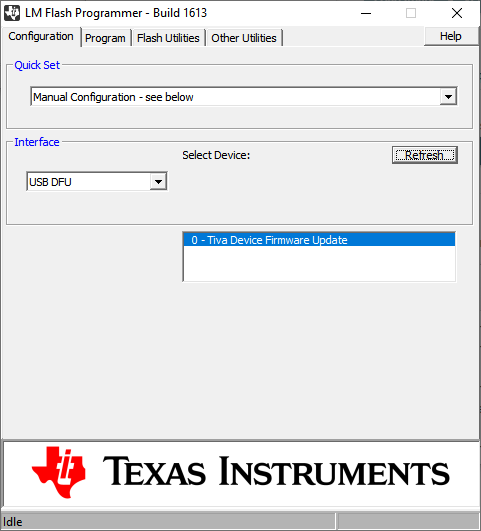 LM Flash Programmer - Build 1613
Configuration Program Flash Utilities Other Utilities Help
Quick Set
Manual Configuration - see below
Interface
Select Device: Refresh
USB DFU
0 - Tiva Device Firmware Update
TEXAS INSTRUMENTS
Idle